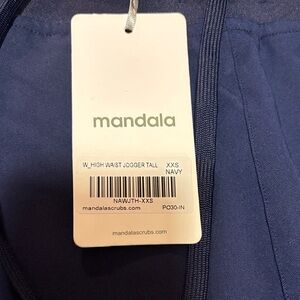 mandala
W_HIGH WAIST JOGGER TALL XXS
NAVY
NAWJTH-XXS
mandalascrubs.com PO30-IN
mandalascrubs.com